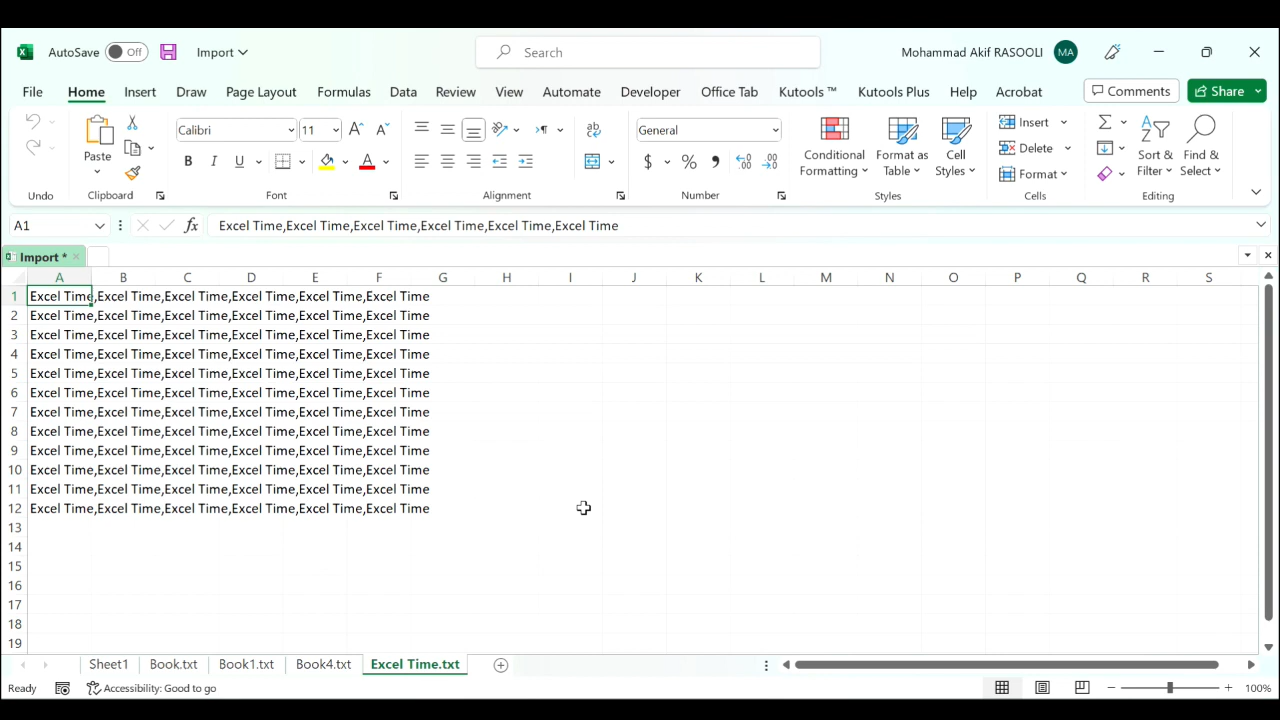 AutoSave Off Import Search Mohammad Akif RASOOLI MA
File Home Insert Draw Page Layout Formulas Data Review View Automate Developer Office Tab Kutools ™ Kutools Plus Help Acrobat Comments Share
Paste Calibri 11 General Conditional Formatting Format as Table Cell Styles Insert Delete Format Sort & Filter Find & Select
Undo Clipboard Font Alignment Number Styles Cells Editing
A1 fx Excel Time,Excel Time,Excel Time,Excel Time,Excel Time,Excel Time
Import *
A B C D E F G H I J K L M N O P Q R S
1 Excel Time,Excel Time,Excel Time,Excel Time,Excel Time,Excel Time
2 Excel Time,Excel Time,Excel Time,Excel Time,Excel Time,Excel Time
3 Excel Time,Excel Time,Excel Time,Excel Time,Excel Time,Excel Time
4 Excel Time,Excel Time,Excel Time,Excel Time,Excel Time,Excel Time
5 Excel Time,Excel Time,Excel Time,Excel Time,Excel Time,Excel Time
6 Excel Time,Excel Time,Excel Time,Excel Time,Excel Time,Excel Time
7 Excel Time,Excel Time,Excel Time,Excel Time,Excel Time,Excel Time
8 Excel Time,Excel Time,Excel Time,Excel Time,Excel Time,Excel Time
9 Excel Time,Excel Time,Excel Time,Excel Time,Excel Time,Excel Time
10 Excel Time,Excel Time,Excel Time,Excel Time,Excel Time,Excel Time
11 Excel Time,Excel Time,Excel Time,Excel Time,Excel Time,Excel Time
12 Excel Time,Excel Time,Excel Time,Excel Time,Excel Time,Excel Time
13
14
15
16
17
18
19
Sheet1 Book.txt Book1.txt Book4.txt Excel Time.txt
Ready Accessibility: Good to go 100%